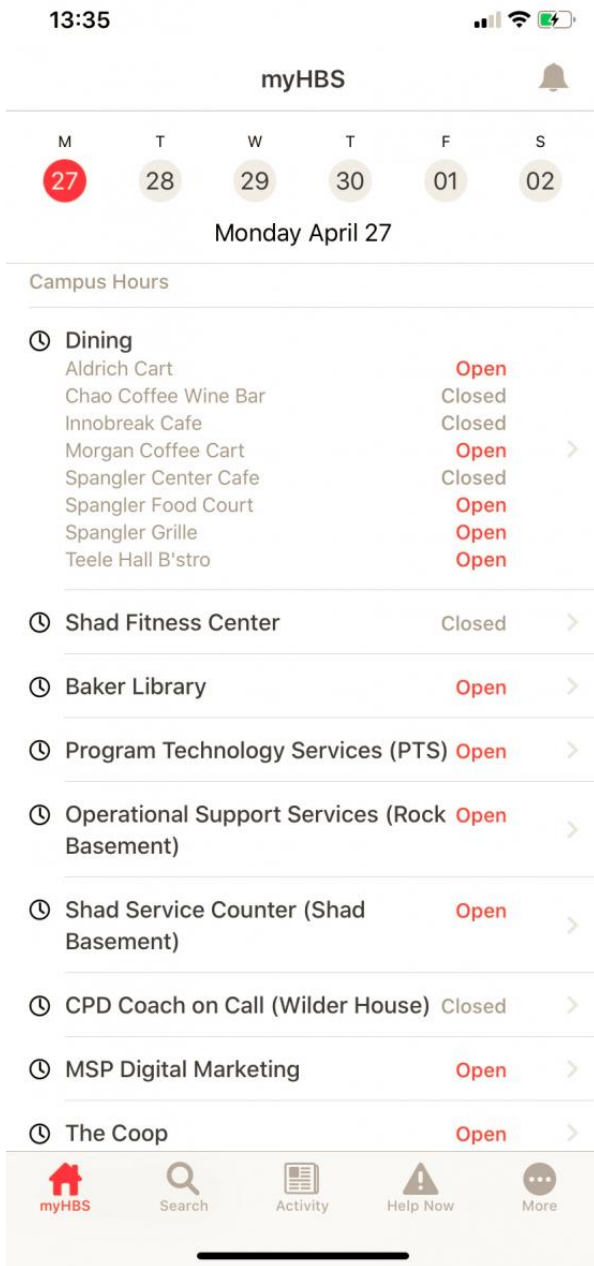 13:35
myHBS
M T W T F S
27 28 29 30 01 02
Monday April 27
Campus Hours
Dining
Aldrich Cart Open
Chao Coffee Wine Bar Closed
Innobreak Cafe Closed
Morgan Coffee Cart Open
Spangler Center Cafe Closed
Spangler Food Court Open
Spangler Grille Open
Teele Hall B'stro Open
Shad Fitness Center Closed
Baker Library Open
Program Technology Services (PTS) Open
Operational Support Services (Rock Open
Basement)
Shad Service Counter (Shad Open
Basement)
CPD Coach on Call (Wilder House) Closed
MSP Digital Marketing Open
The Coop Open
myHBS Search Activity Help Now More